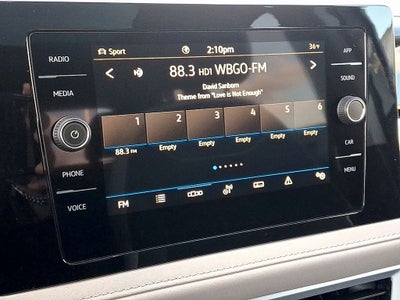 RADIO
MEDIA
PHONE
VOICE
Sport 2:10pm 36°F
88.3 HD1 WBGO-FM
David Sanborn
Theme from "Love is Not Enough"
1 2 3 4 5 6
88.3 FM Empty Empty Empty Empty Empty
FM
APP
SOUND
CAR
MENU